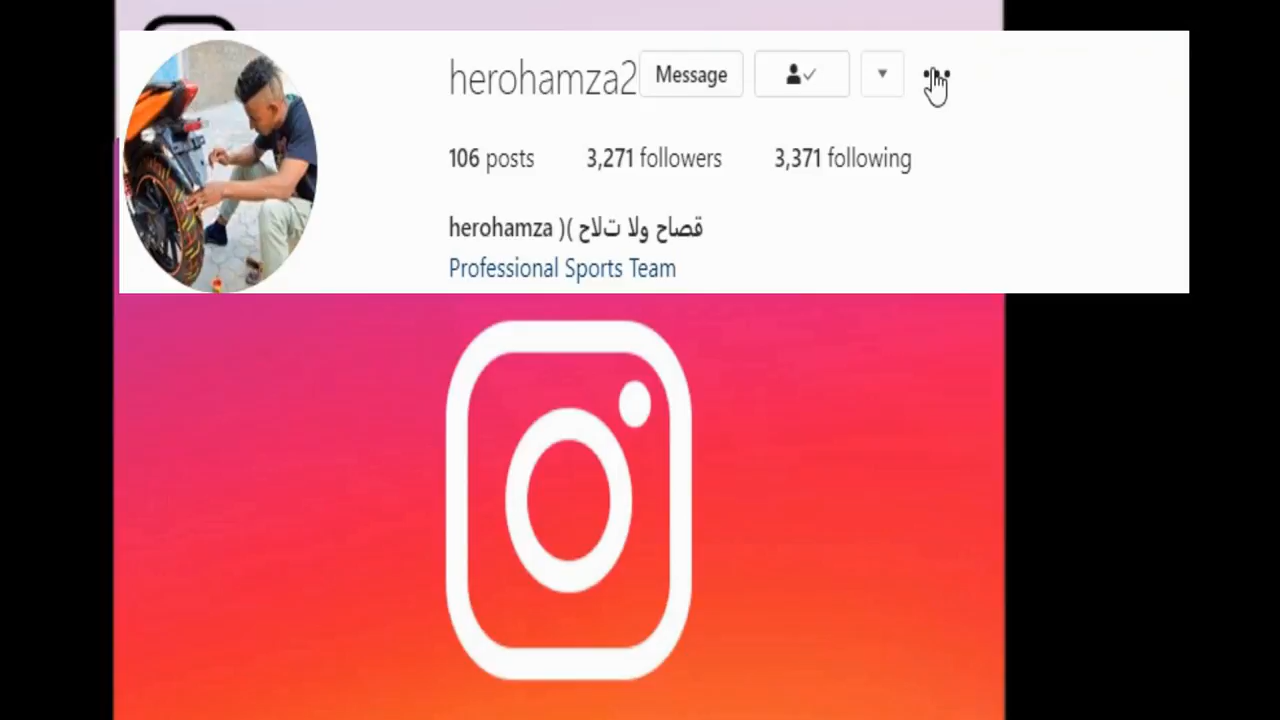 herohamza2 Message
106 posts 3,271 followers 3,371 following
herohamza )( قصاح ولا تلاح
Professional Sports Team